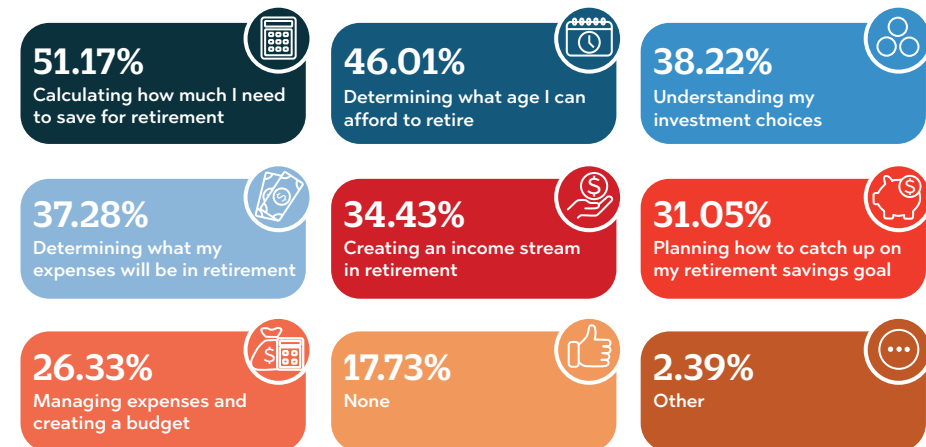 51.17%
Calculating how much I need
to save for retirement
46.01%
Determining what age I can
afford to retire
38.22%
Understanding my
investment choices
37.28%
Determining what my
expenses will be in retirement
34.43%
Creating an income stream
in retirement
31.05%
Planning how to catch up on
my retirement savings goal
26.33%
Managing expenses and
creating a budget
17.73%
None
2.39%
Other